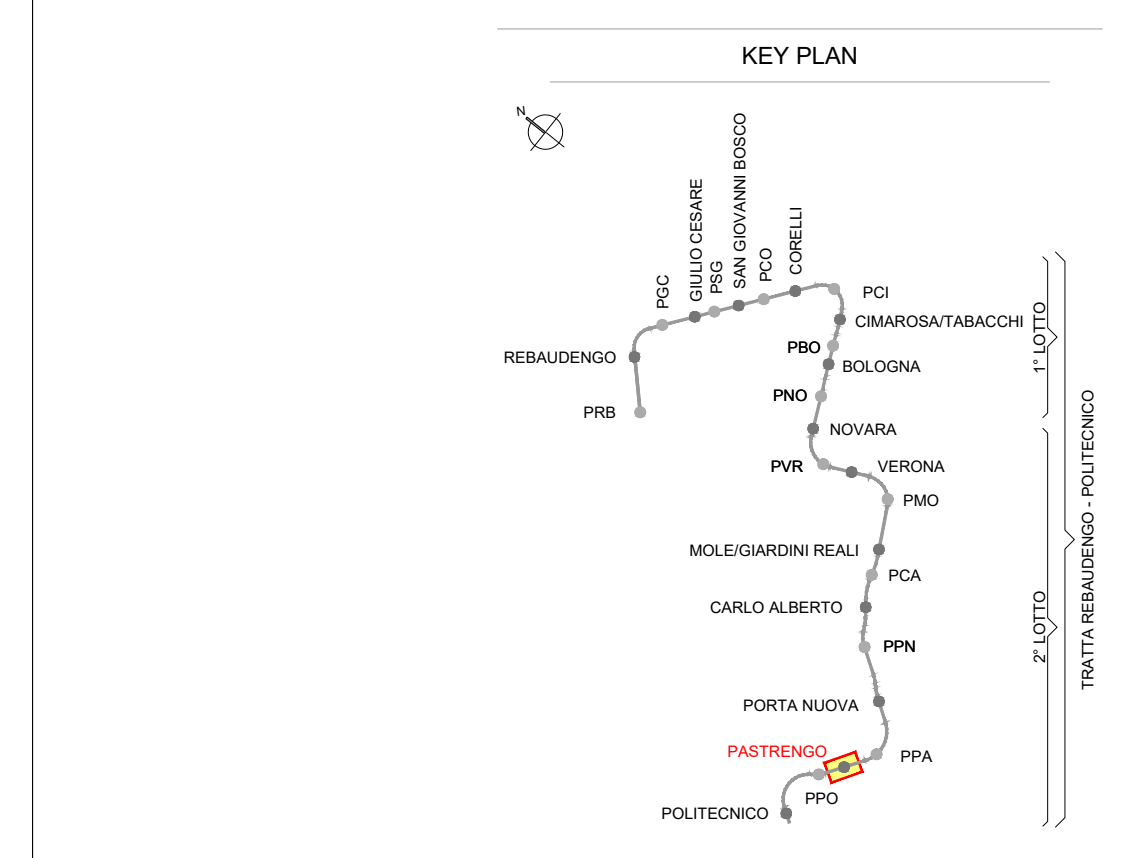 KEY PLAN
N
PGC
GIULIO CESARE
PSG
SAN GIOVANNI BOSCO
PCO
CORELLI
PCI
CIMAROSA/TABACCHI
PBO
REBAUDENGO
BOLOGNA
PNO
PRB
NOVARA
PVR
VERONA
PMO
MOLE/GIARDINI REALI
PCA
CARLO ALBERTO
PPN
PORTA NUOVA
PASTRENGO
PPA
PPO
POLITECNICO
1° LOTTO
2° LOTTO
TRATTA REBAUDENGO - POLITECNICO